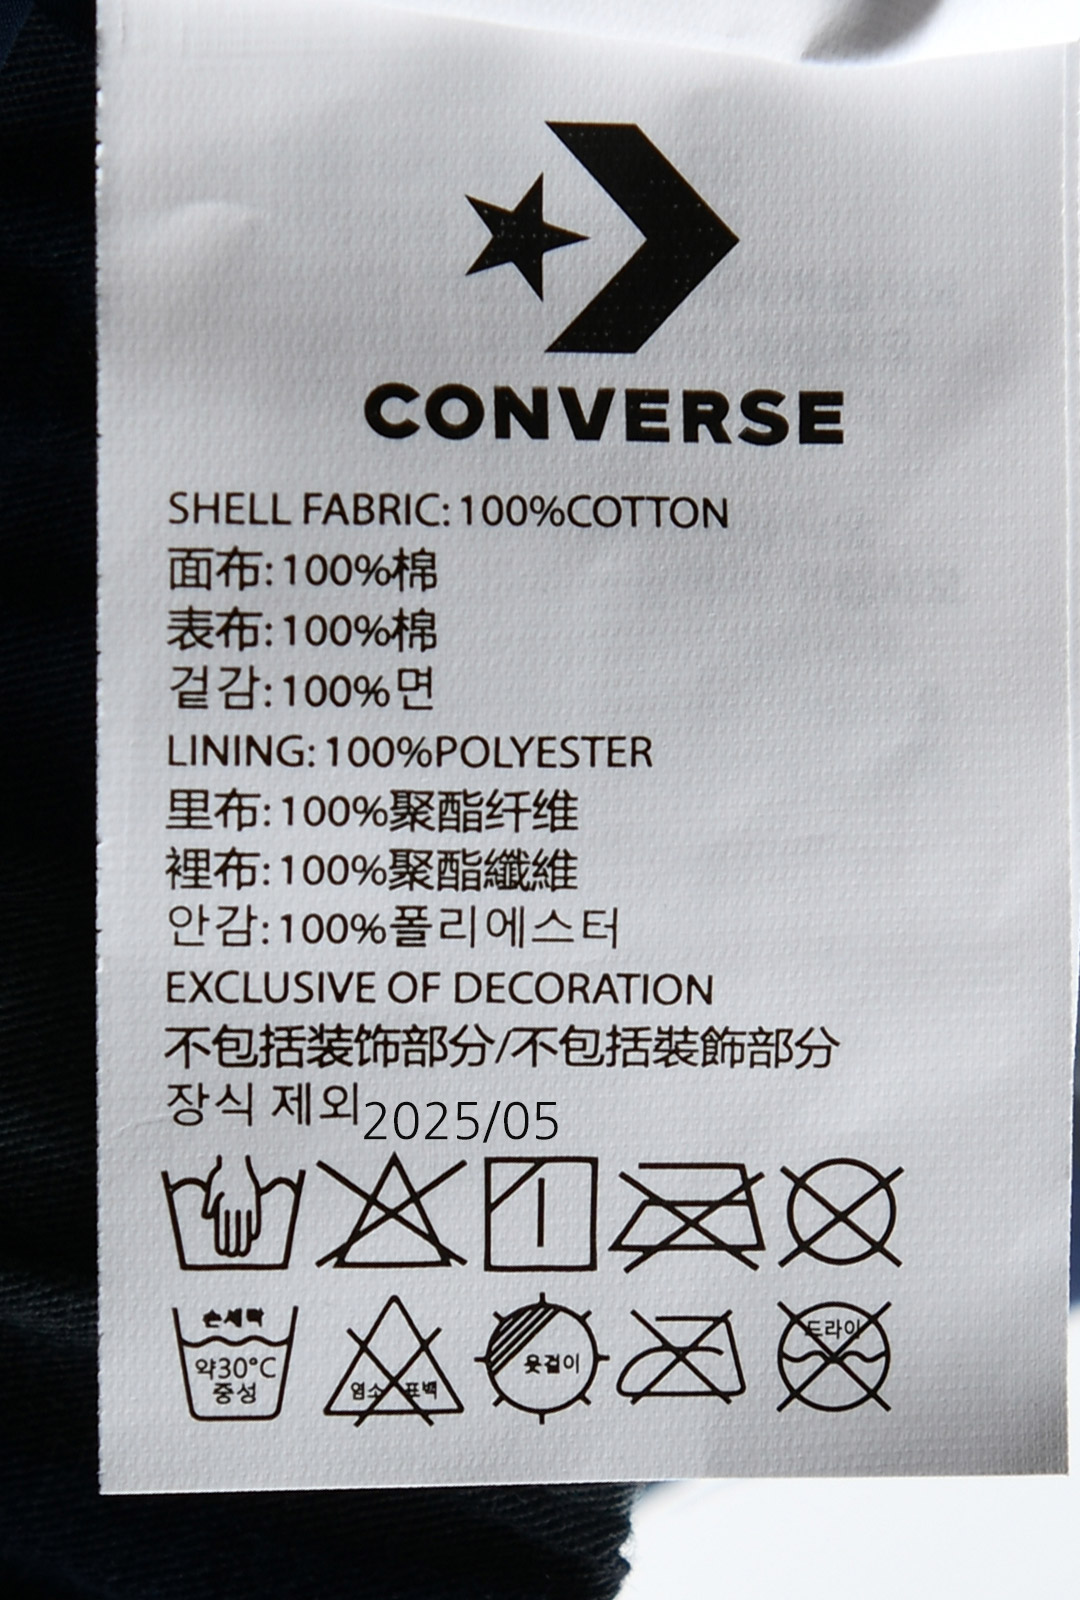 CONVERSE
SHELL FABRIC: 100%COTTON
面布: 100%棉
表布: 100%棉
겉감: 100%면
LINING: 100%POLYESTER
里布: 100%聚酯纤维
裡布: 100%聚酯纖維
안감: 100%폴리에스터
EXCLUSIVE OF DECORATION
不包括装饰部分/不包括裝飾部分
장식 제외 2025/05
손세탁
약30°C
중성
염소 표백
옷걸이
드라이